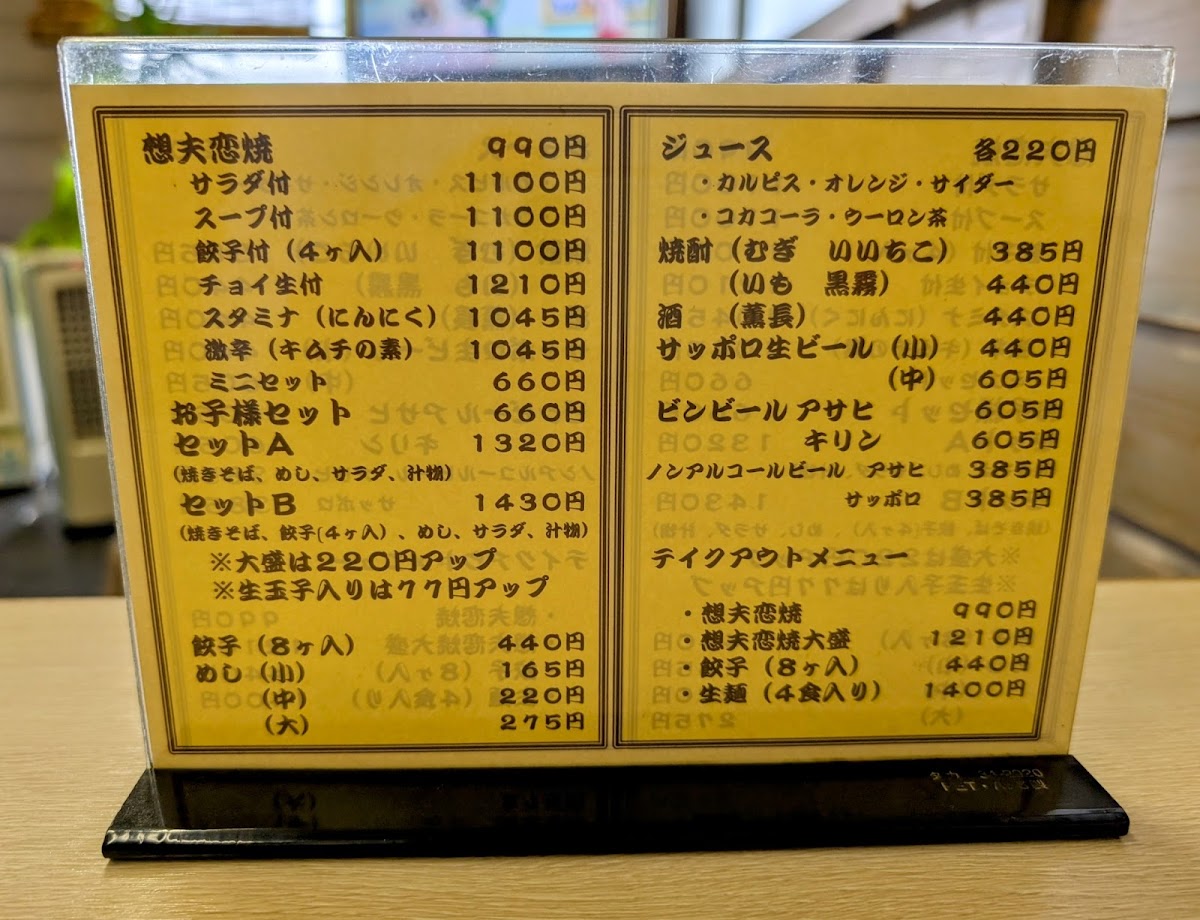 想夫恋焼 990円
サラダ付 1100円
スープ付 1100円
餃子付(4ヶ入) 1100円
チョイ生付 1210円
スタミナ(にんにく) 1045円
激辛(キムチの素) 1045円
ミニセット 660円
お子様セット 660円
セットA 1320円
(焼きそば、めし、サラダ、汁物)
セットB 1430円
(焼きそば、餃子(4ヶ入)、めし、サラダ、汁物)
※大盛は220円アップ
※生玉子入りは77円アップ
餃子(8ヶ入) 440円
めし(小) 165円
(中) 220円
(大) 275円
ジュース 各220円
・カルピス・オレンジ・サイダー
・コカコーラ・ウーロン茶
焼酎(むぎ いいちこ) 385円
(いも 黒霧) 440円
酒 (薫長) 440円
サッポロ生ビール(小) 440円
(中) 605円
ビンビール アサヒ 605円
キリン 605円
ノンアルコールビール アサヒ 385円
サッポロ 385円
テイクアウトメニュー
・想夫恋焼 990円
・想夫恋焼大盛 1210円
・餃子(8ヶ入) 440円
・生麺(4食入り) 1400円